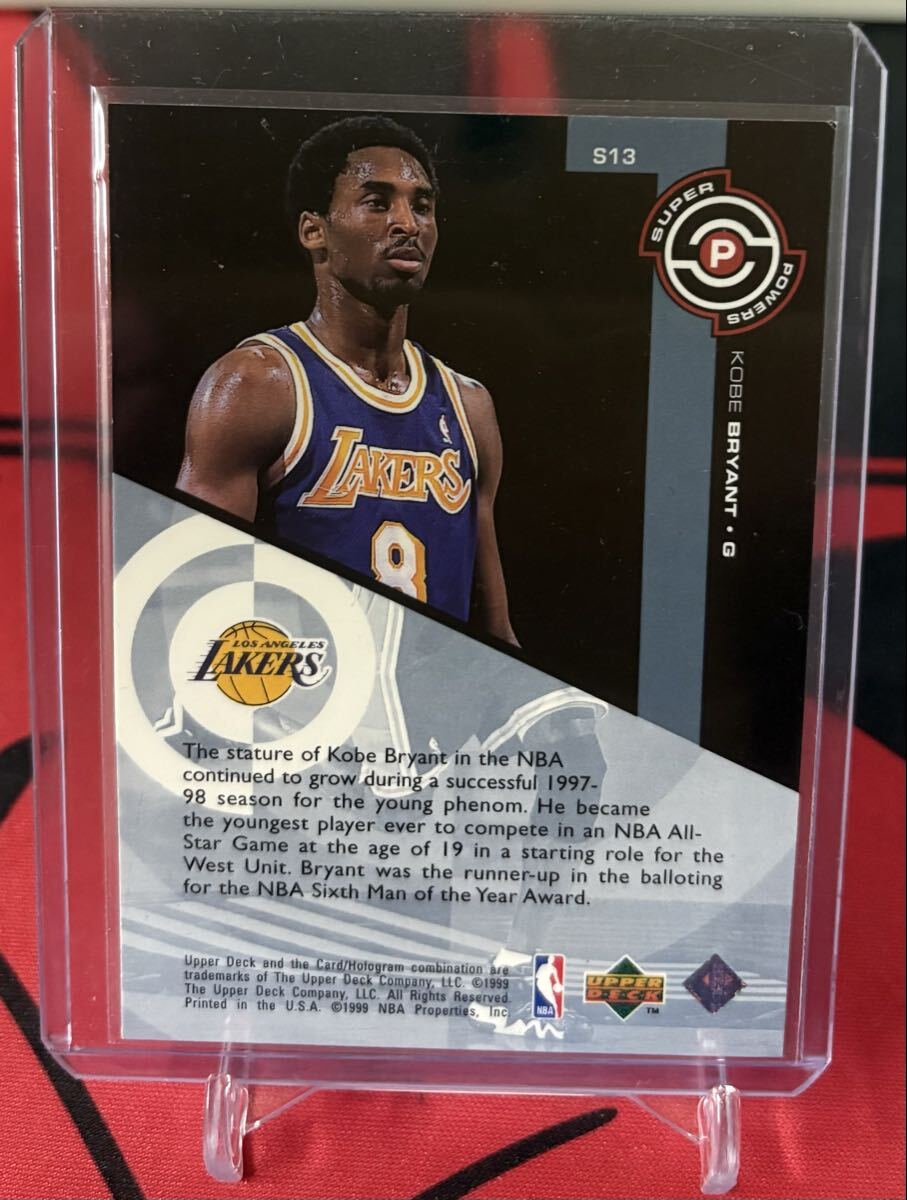 S13
SUPER
P
POWERS
KOBE BRYANT • G
LAKERS
8
LOS ANGELES
LAKERS
The stature of Kobe Bryant in the NBA
continued to grow during a successful 1997-
98 season for the young phenom. He became
the youngest player ever to compete in an NBA All-
Star Game at the age of 19 in a starting role for the
West Unit. Bryant was the runner-up in the balloting
for the NBA Sixth Man of the Year Award.
Upper Deck and the Card/Hologram combination are
trademarks of The Upper Deck Company, LLC. ©1999
The Upper Deck Company, LLC. All Rights Reserved.
Printed in the U.S.A. ©1999 NBA Properties, Inc
NBA
UPPER
DECK
TM